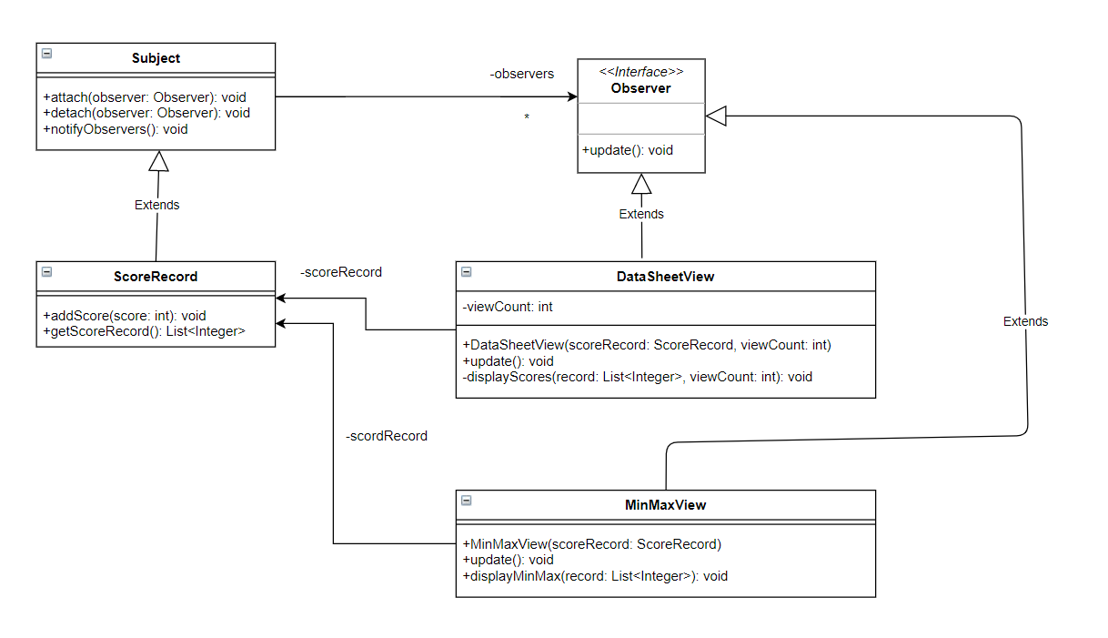 Subject
+attach(observer: Observer): void
+detach(observer: Observer): void
+notifyObservers(): void
-observers
*
<<Interface>>
Observer
+update(): void
Extends
Extends
ScoreRecord
+addScore(score: int): void
+getScoreRecord(): List<Integer>
-scoreRecord
DataSheetView
-viewCount: int
+DataSheetView(scoreRecord: ScoreRecord, viewCount: int)
+update(): void
-displayScores(record: List<Integer>, viewCount: int): void
Extends
-scordRecord
MinMaxView
+MinMaxView(scoreRecord: ScoreRecord)
+update(): void
+displayMinMax(record: List<Integer>): void